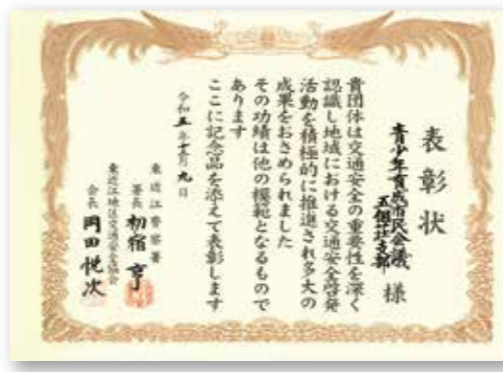 表彰状
青少年育成市民会議
五個荘支部 様
貴団体は交通安全の重要性を深く
認識し地域における交通安全啓発
活動を積極的に推進され多大の
成果をおさめられました
その功績は他の模範となるもので
あります
ここに記念品を添えて表彰します
令和五年十二月九日
東近江警察署
署長 初宿 亨
東近江地区交通安全協会
会長 岡田悦次